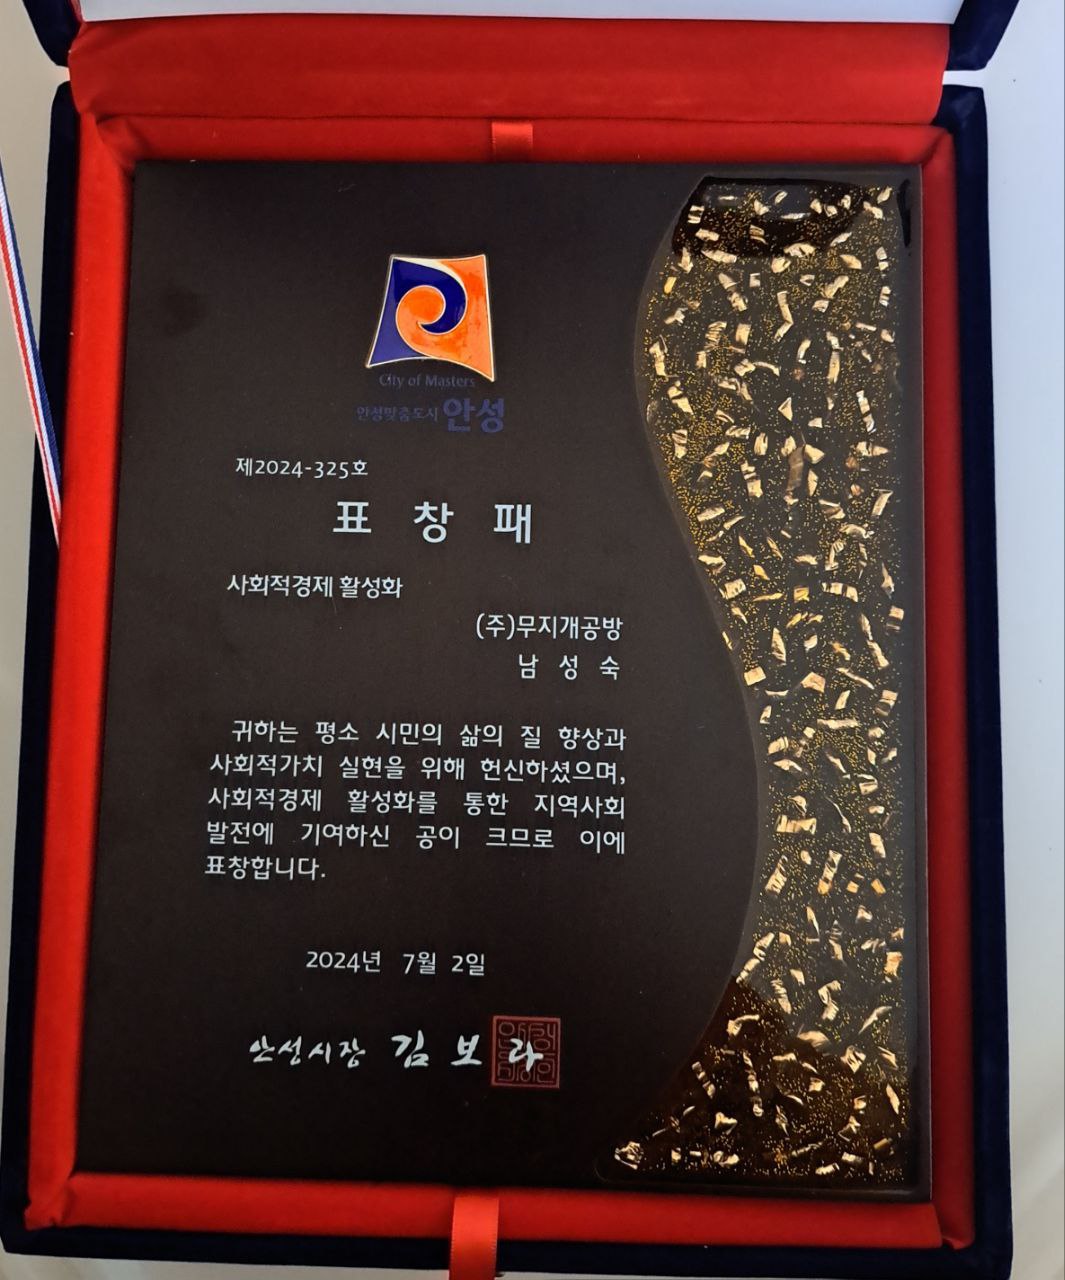 City of Masters
안성맞춤도시 안성
제2024-325호
표 창 패
사회적경제 활성화
(주)무지개공방
남 성 숙
귀하는 평소 시민의 삶의 질 향상과
사회적가치 실현을 위해 헌신하셨으며,
사회적경제 활성화를 통한 지역사회
발전에 기여하신 공이 크므로 이에
표창합니다.
2024년 7월 2일
안성시장 김보라